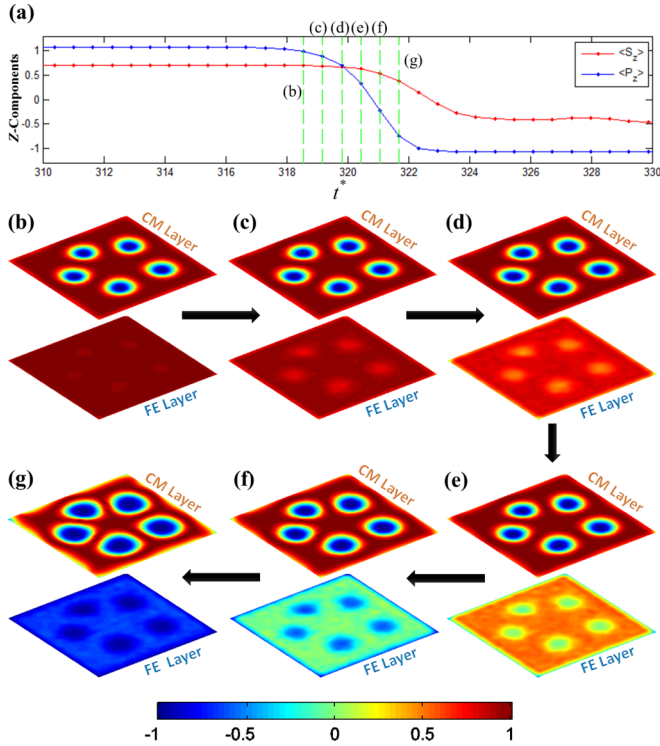 (a)
(c) (d) (e) (f)
(g)
(b)
<S_z>
<P_z>
Z-Components
1
0.5
0
-0.5
-1
310 312 314 316 318 320 322 324 326 328 330
t*
(b) (c) (d)
CM Layer CM Layer CM Layer
FE Layer FE Layer FE Layer
(g) (f) (e)
CM Layer CM Layer CM Layer
FE Layer FE Layer FE Layer
-1 -0.5 0 0.5 1